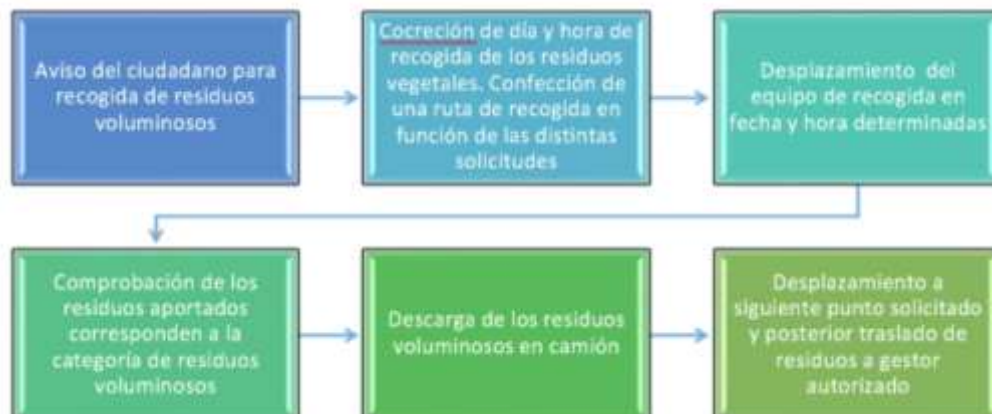 Aviso del ciudadano para
recogida de residuos
voluminosos
Cocreción de día y hora de
recogida de los residuos
vegetales. Confección de
una ruta de recogida en
función de las distintas
solicitudes
Desplazamiento del
equipo de recogida en
fecha y hora determinadas
Comprobación de los
residuos aportados
corresponden a la
categoría de residuos
voluminosos
Descarga de los residuos
voluminosos en camión
Desplazamiento a
siguiente punto solicitado
y posterior traslado de
residuos a gestor
autorizado